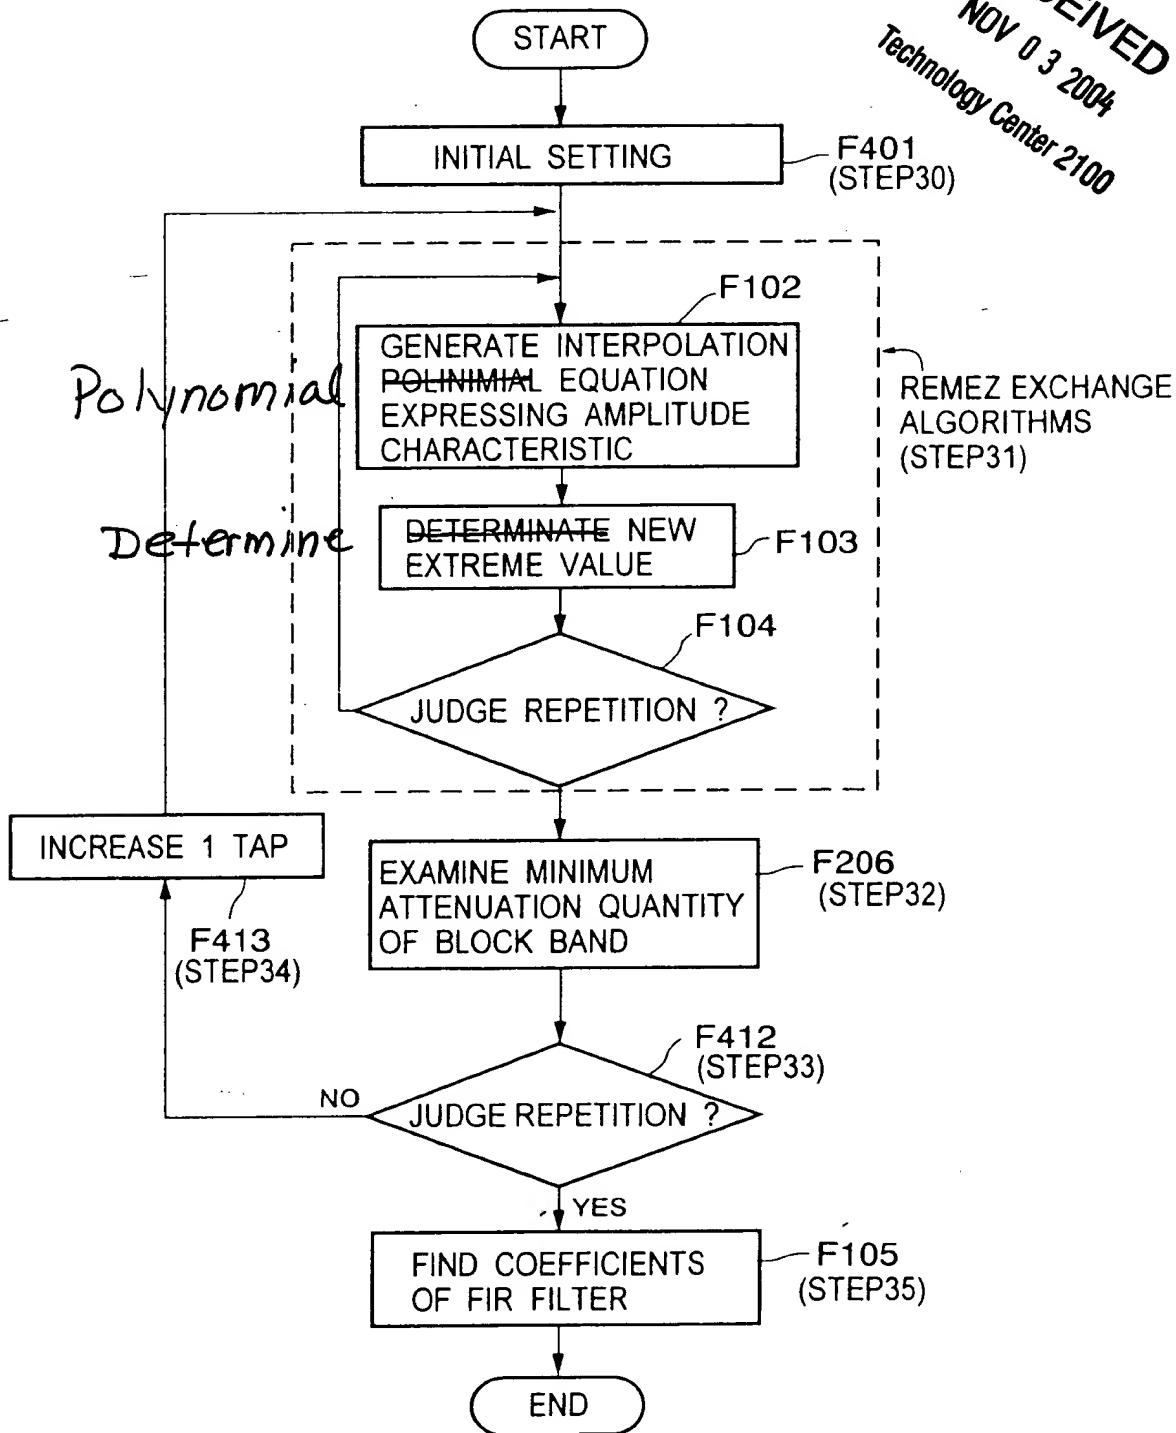 START
CEIVED
NOV 03 2004
Technology Center 2100
INITIAL SETTING
F401
(STEP30)
F102
GENERATE INTERPOLATION
Polynomial
POLINIMIAL EQUATION
EXPRESSING AMPLITUDE
CHARACTERISTIC
REMEZ EXCHANGE
ALGORITHMS
(STEP31)
Determine
DETERMINATE NEW
EXTREME VALUE
F103
F104
JUDGE REPETITION ?
INCREASE 1 TAP
F413
(STEP34)
EXAMINE MINIMUM
ATTENUATION QUANTITY
OF BLOCK BAND
F206
(STEP32)
F412
(STEP33)
NO
JUDGE REPETITION ?
YES
FIND COEFFICIENTS
OF FIR FILTER
F105
(STEP35)
END